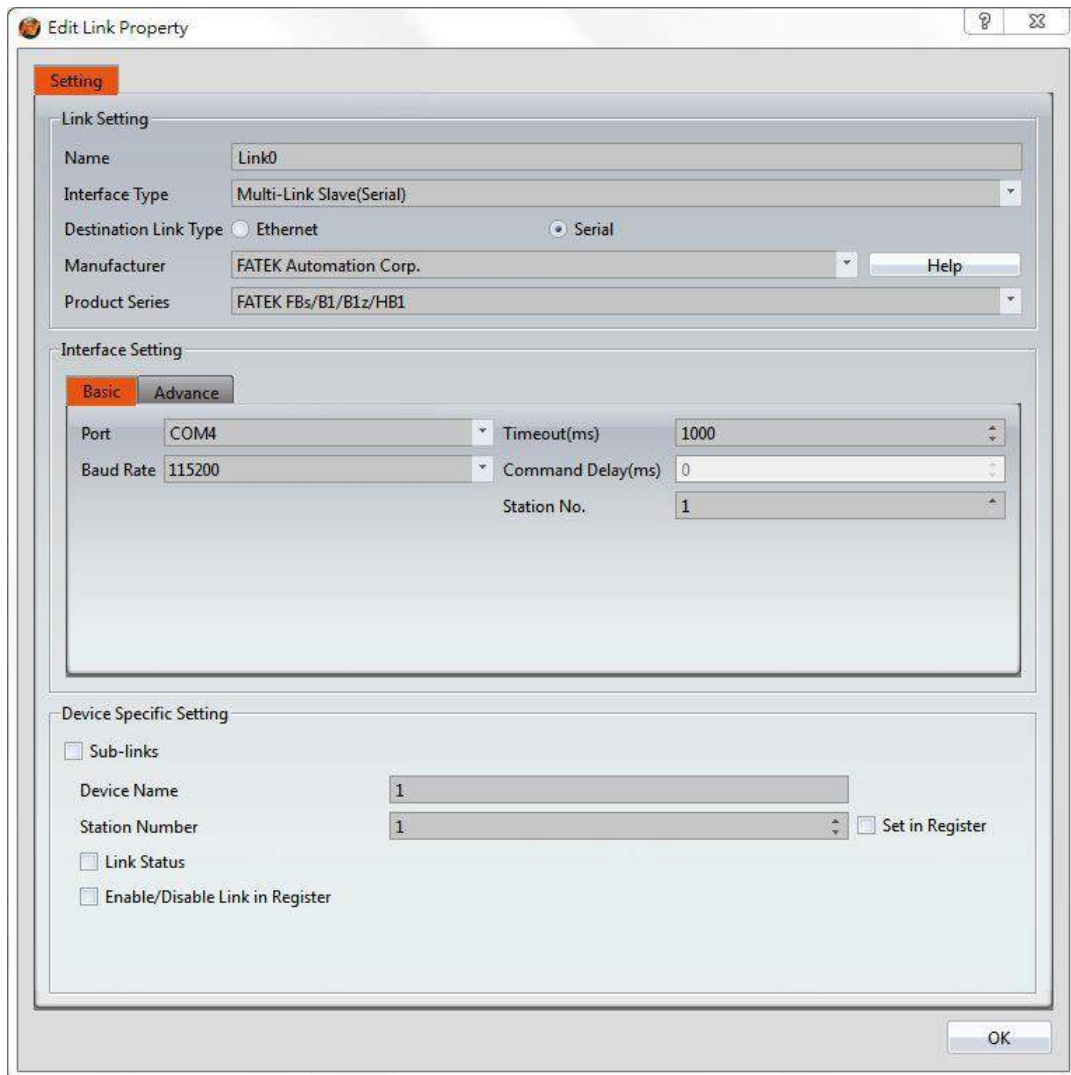 Edit Link Property
Setting
Link Setting
Name Link0
Interface Type Multi-Link Slave(Serial)
Destination Link Type Ethernet Serial
Manufacturer FATEK Automation Corp. Help
Product Series FATEK FBs/B1/B1z/HB1
Interface Setting
Basic Advance
Port COM4 Timeout(ms) 1000
Baud Rate 115200 Command Delay(ms) 0
Station No. 1
Device Specific Setting
Sub-links
Device Name 1
Station Number 1 Set in Register
Link Status
Enable/Disable Link in Register
OK